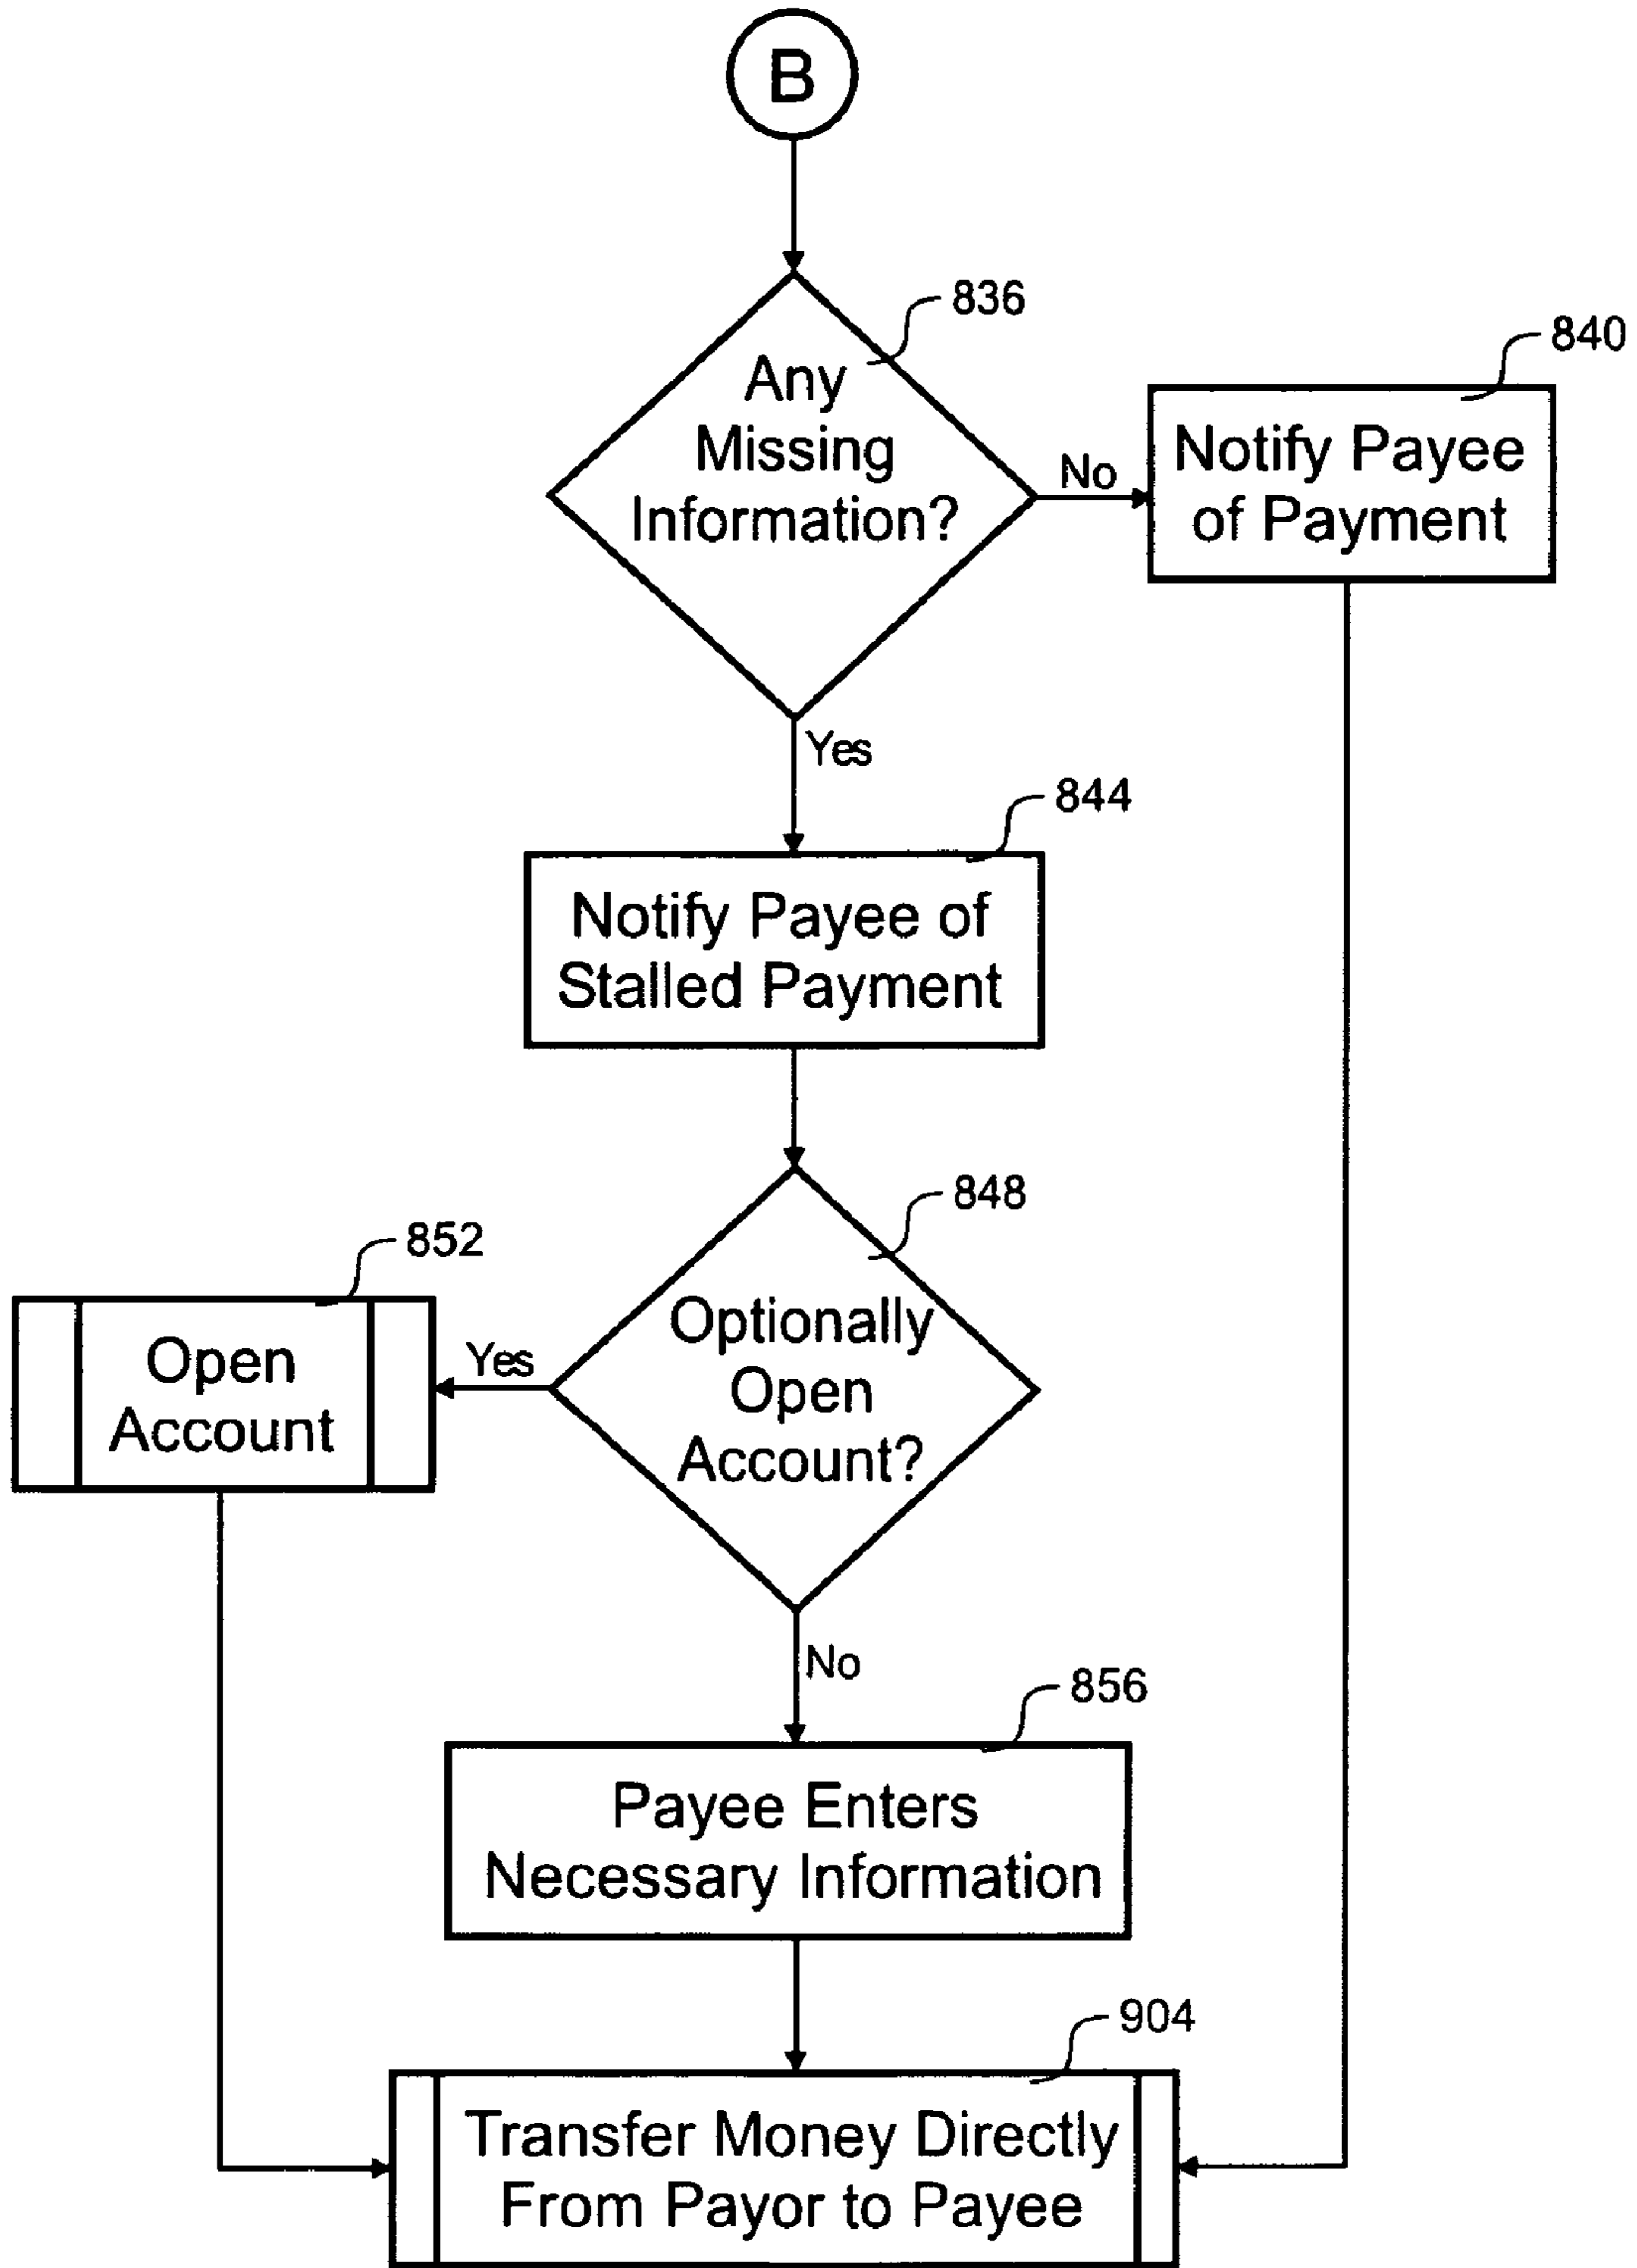 B
836
Any
Missing
Information?
No
840
Notify Payee
of Payment
Yes
844
Notify Payee of
Stalled Payment
848
Optionally
Open
Account?
Yes
852
Open
Account
No
856
Payee Enters
Necessary Information
904
Transfer Money Directly
From Payor to Payee